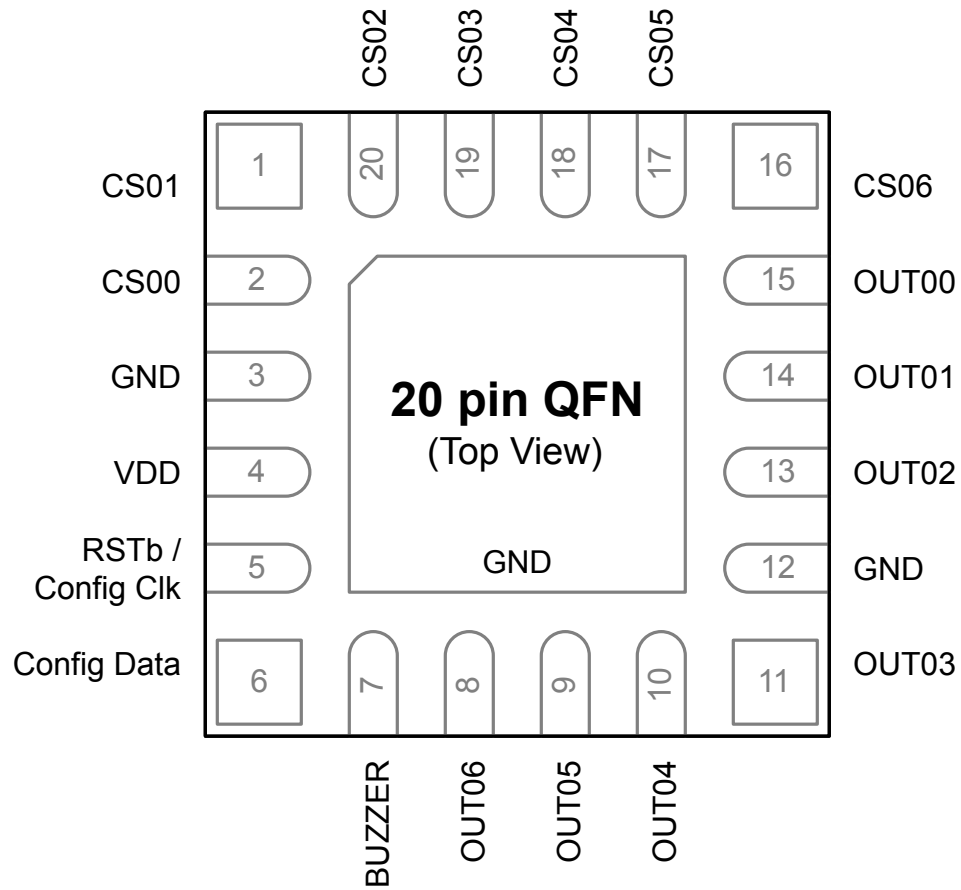 CS02
CS03
CS04
CS05
1
20
19
18
17
16
CS01
CS06
CS00
2
15
OUT00
GND
3
14
OUT01
20 pin QFN
(Top View)
VDD
4
13
OUT02
RSTb /
Config Clk
5
GND
12
GND
Config Data
6
7
8
9
10
11
OUT03
BUZZER
OUT06
OUT05
OUT04